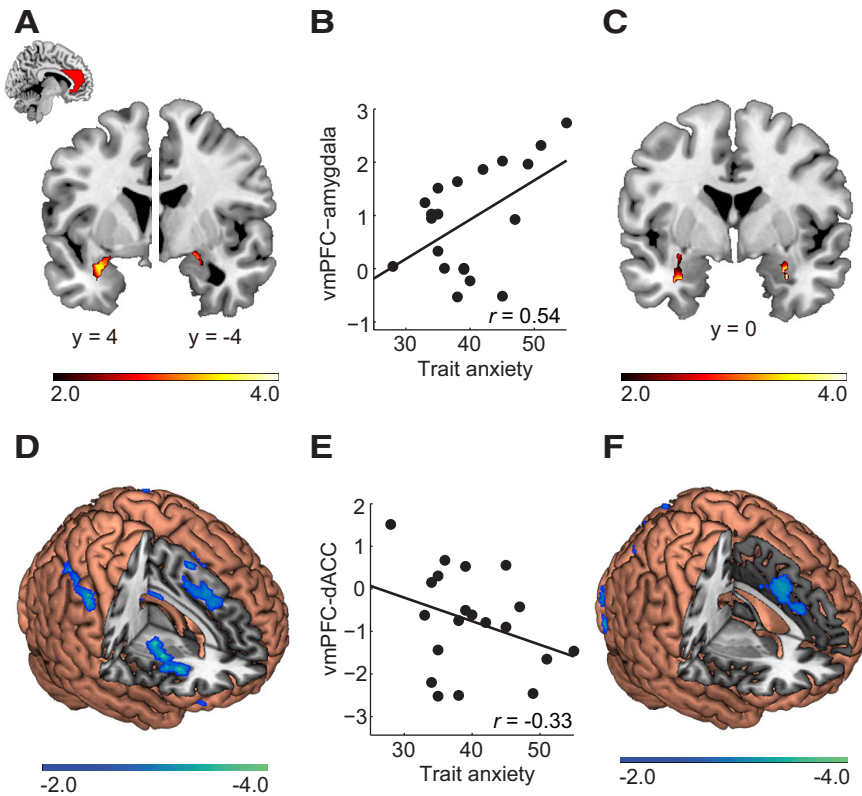 A
B
C
vmPFC−amygdala
3
2
1
0
−1
30
40
50
r = 0.54
Trait anxiety
y = 4
y = -4
y = 0
2.0
4.0
2.0
4.0
D
E
F
vmPFC-dACC
2
1
0
−1
−2
−3
30
40
50
r = -0.33
Trait anxiety
-2.0
-4.0
-2.0
-4.0